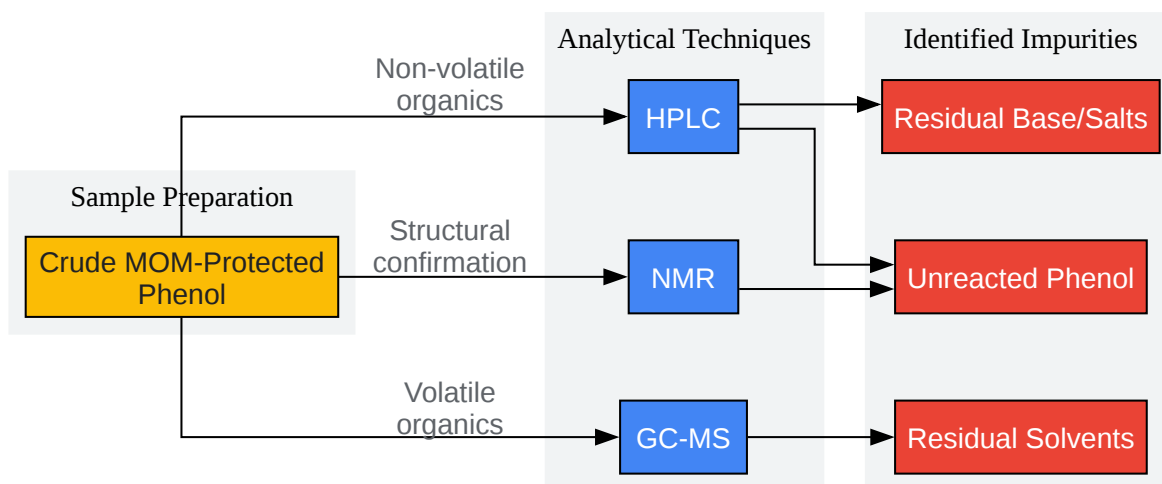 Analytical Techniques
Identified Impurities
Non-volatile
organics
HPLC
Residual Base/Salts
Sample Preparation
Crude MOM-Protected
Phenol
Structural
confirmation
NMR
Unreacted Phenol
Volatile
organics
GC-MS
Residual Solvents